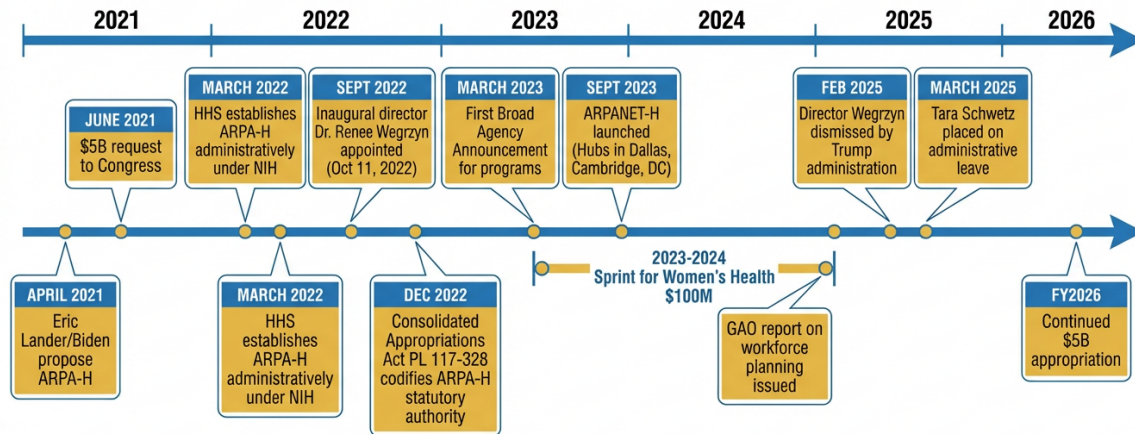 2021
2022
2023
2024
2025
2026
JUNE 2021
$5B request
to Congress
MARCH 2022
HHS establishes
ARPA-H
administratively
under NIH
SEPT 2022
Inaugural director
Dr. Renee Wegrzyn
appointed
(Oct 11, 2022)
MARCH 2023
First Broad
Agency
Announcement
for programs
SEPT 2023
ARPANET-H
launched
(Hubs in Dallas,
Cambridge, DC)
FEB 2025
Director Wegrzyn
dismissed by
Trump
administration
MARCH 2025
Tara Schwetz
placed on
administrative
leave
APRIL 2021
Eric
Lander/Biden
propose
ARPA-H
MARCH 2022
HHS
establishes
ARPA-H
administratively
under NIH
DEC 2022
Consolidated
Appropriations
Act PL 117-328
codifies ARPA-H
statutory
authority
2023-2024
Sprint for Women's Health
$100M
GAO report on
workforce
planning
issued
FY2026
Continued
$5B
appropriation